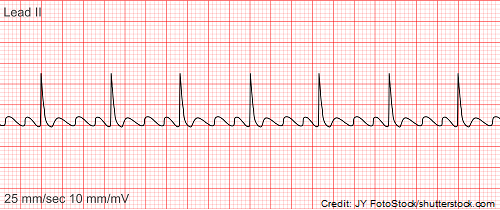 Lead II
25 mm/sec 10 mm/mV
Credit: JY FotoStock/shutterstock.com